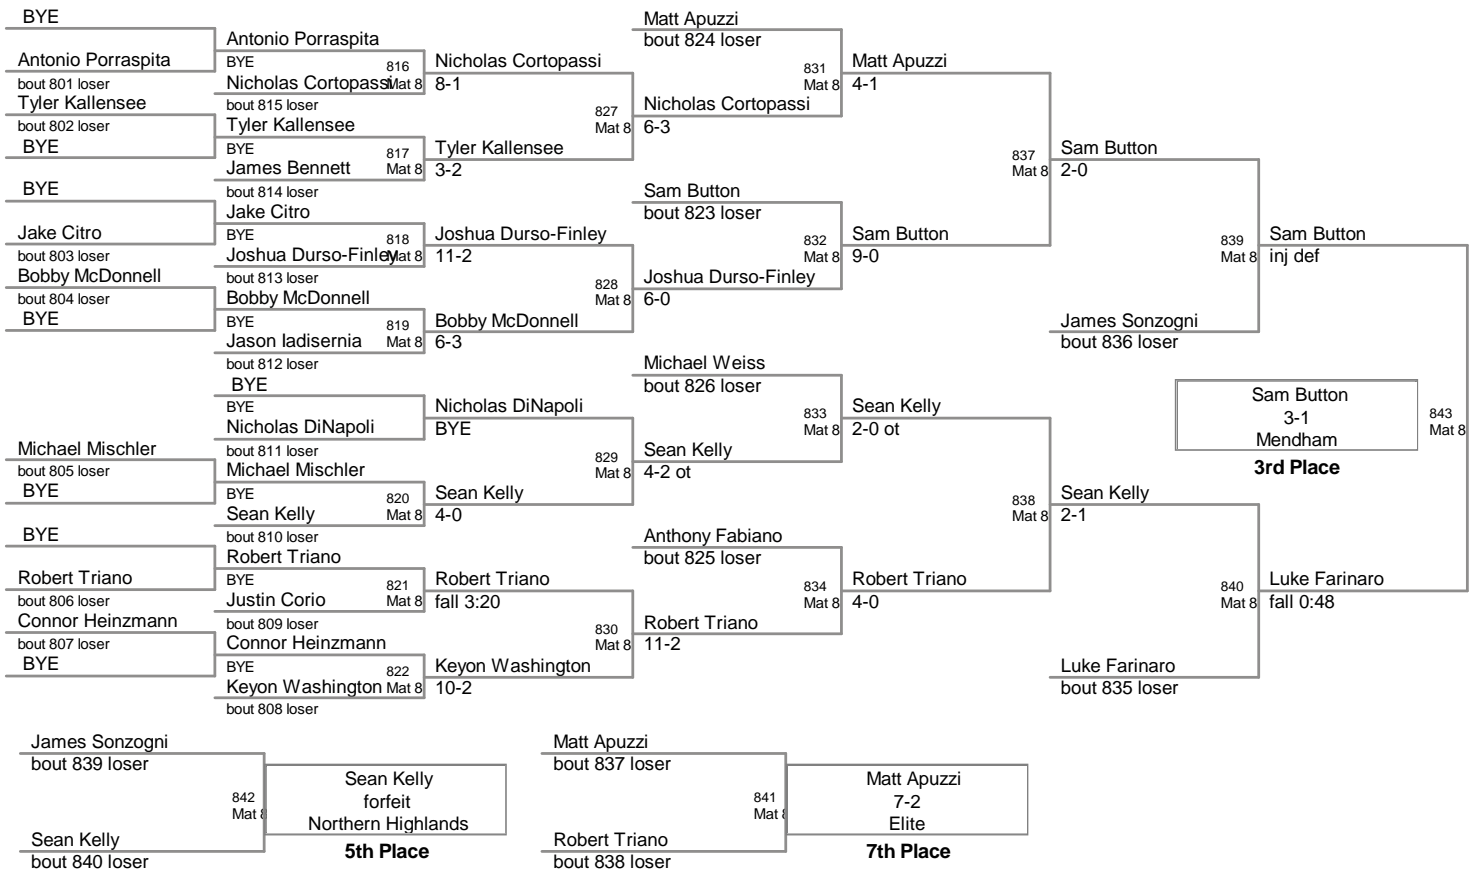 BYE
Antonio Porraspita
bout 801 loser
Tyler Kallensee
bout 802 loser
BYE
BYE
Jake Citro
bout 803 loser
Bobby McDonnell
bout 804 loser
BYE
Michael Mischler
bout 805 loser
BYE
BYE
Robert Triano
bout 806 loser
Connor Heinzmann
bout 807 loser
BYE
Antonio Porraspita
BYE
Nicholas Cortopassi
bout 815 loser
816
Mat 8
Tyler Kallensee
BYE
James Bennett
bout 814 loser
817
Mat 8
Jake Citro
BYE
Joshua Durso-Finley
bout 813 loser
818
Mat 8
Bobby McDonnell
BYE
Jason Iadisernia
bout 812 loser
819
Mat 8
BYE
BYE
Nicholas DiNapoli
bout 811 loser
Michael Mischler
BYE
Sean Kelly
bout 810 loser
820
Mat 8
Robert Triano
BYE
Justin Corio
bout 809 loser
821
Mat 8
Connor Heinzmann
BYE
Keyon Washington
bout 808 loser
822
Mat 8
Nicholas Cortopassi
8-1
Tyler Kallensee
3-2
827
Mat 8
Joshua Durso-Finley
11-2
Bobby McDonnell
6-3
828
Mat 8
Nicholas DiNapoli
BYE
Sean Kelly
4-0
829
Mat 8
Robert Triano
fall 3:20
Keyon Washington
10-2
830
Mat 8
Matt Apuzzi
bout 824 loser
Nicholas Cortopassi
6-3
831
Mat 8
Sam Button
bout 823 loser
Joshua Durso-Finley
6-0
832
Mat 8
Michael Weiss
bout 826 loser
Sean Kelly
4-2 ot
833
Mat 8
Anthony Fabiano
bout 825 loser
Robert Triano
11-2
834
Mat 8
Matt Apuzzi
4-1
Sam Button
9-0
837
Mat 8
Sean Kelly
2-0 ot
Robert Triano
4-0
838
Mat 8
Sam Button
2-0
James Sonzogni
bout 836 loser
839
Mat 8
Sean Kelly
2-1
Luke Farinaro
bout 835 loser
840
Mat 8
Sam Button
inj def
Luke Farinaro
fall 0:48
843
Mat 8
Sam Button
3-1
Mendham
3rd Place
James Sonzogni
bout 839 loser
Sean Kelly
bout 840 loser
842
Mat 8
Sean Kelly
forfeit
Northern Highlands
5th Place
Matt Apuzzi
bout 837 loser
Robert Triano
bout 838 loser
841
Mat 8
Matt Apuzzi
7-2
Elite
7th Place